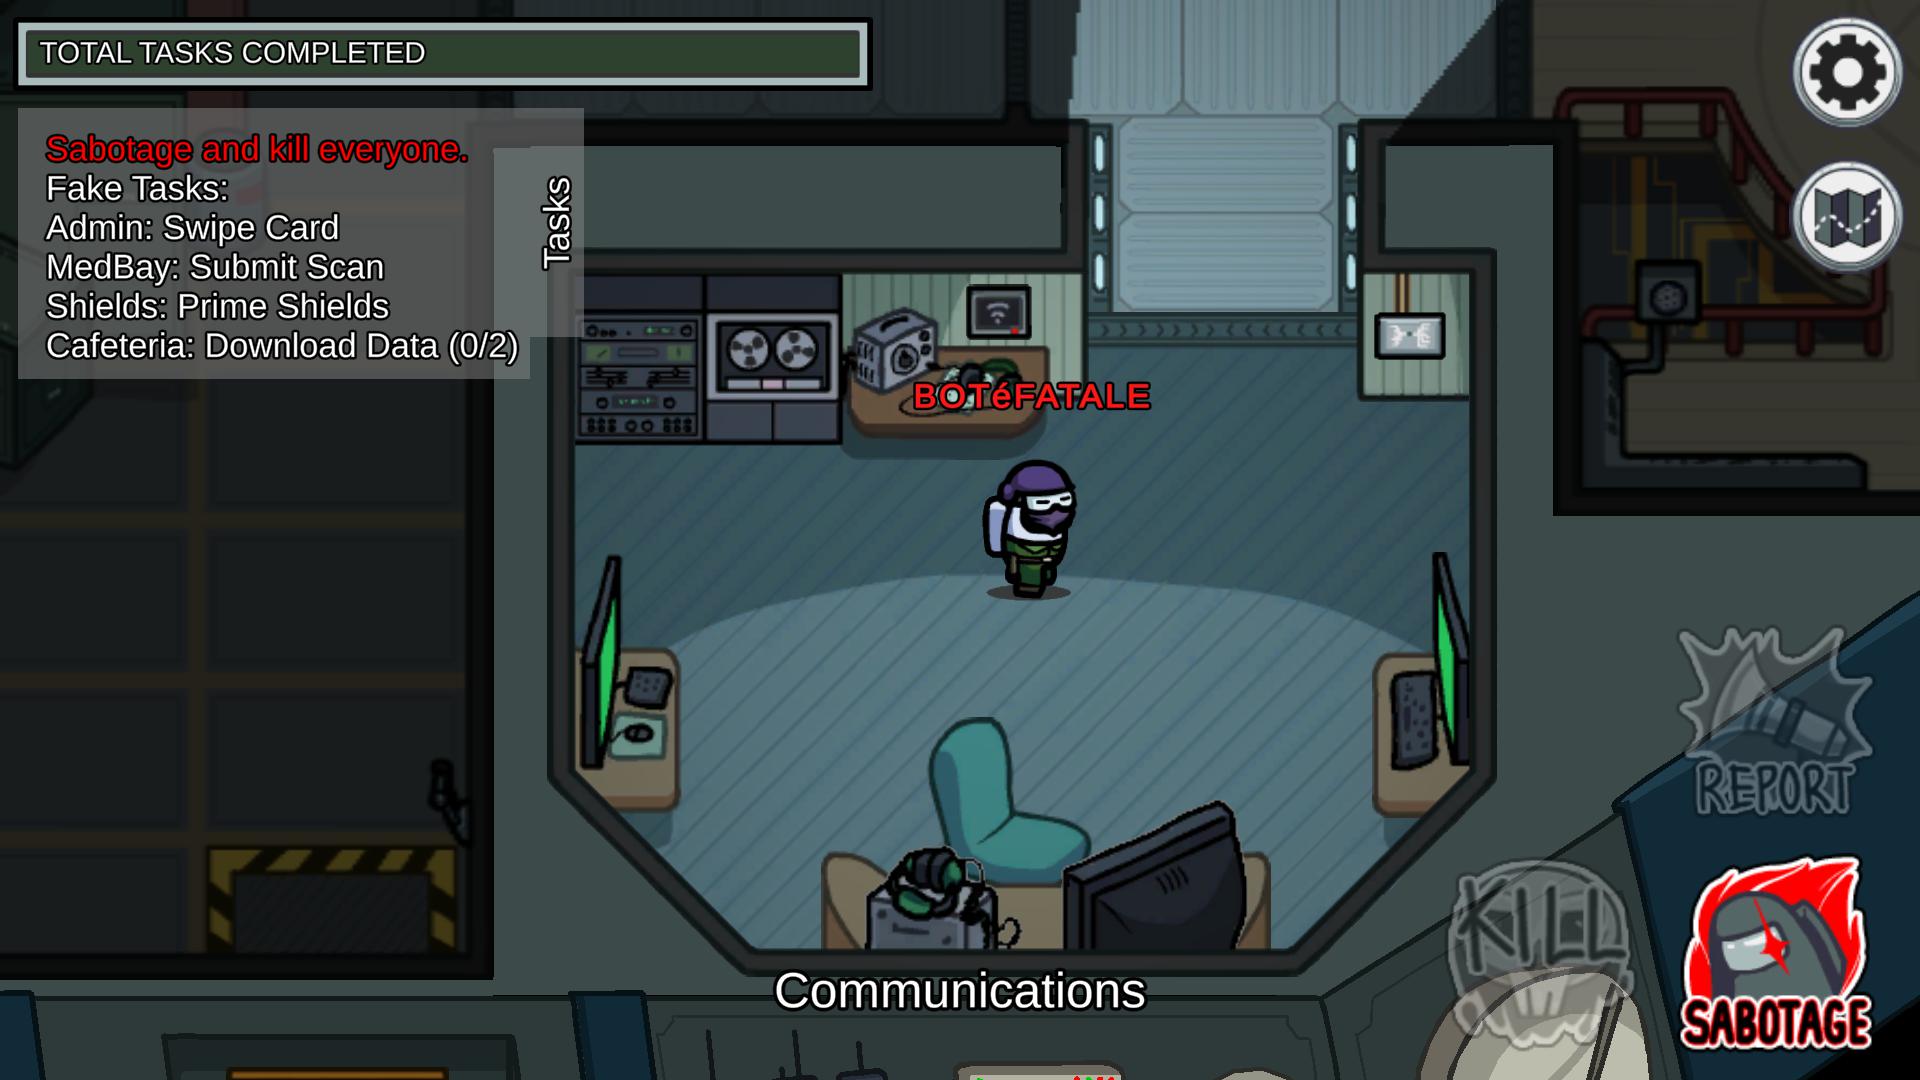 TOTAL TASKS COMPLETED
Sabotage and kill everyone.
Fake Tasks:
Admin: Swipe Card
MedBay: Submit Scan
Shields: Prime Shields
Cafeteria: Download Data (0/2)
Tasks
BOTéFATALE
REPORT
KILL
SABOTAGE
Communications